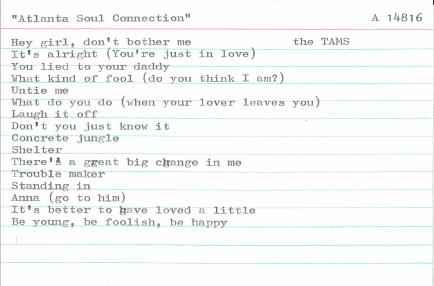 "Atlanta Soul Connection" A 14816
Hey girl, don't bother me the TAMS
It's alright (You're just in love)
You lied to your daddy
What kind of fool (do you think I am?)
Untie me
What do you do (when your lover leaves you)
Laugh it off
Don't you just know it
Concrete jungle
Shelter
There's a great big change in me
Trouble maker
Standing in
Anna (go to him)
It's better to have loved a little
Be young, be foolish, be happy